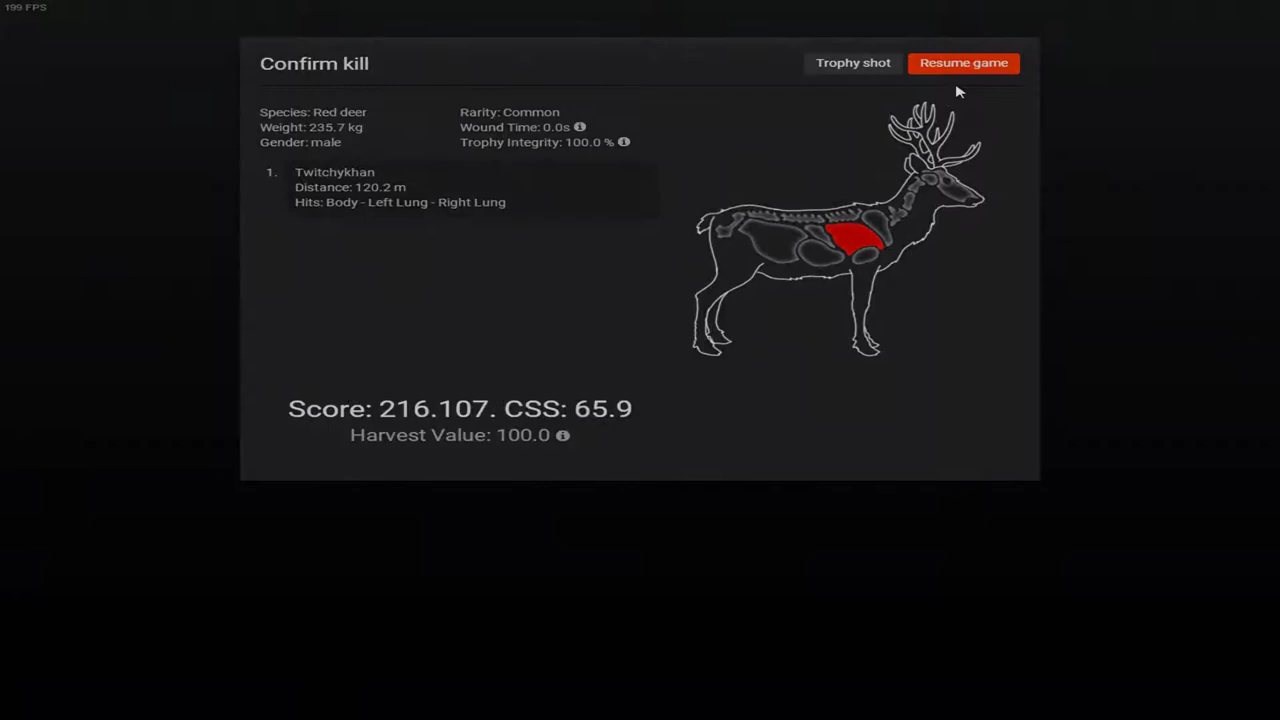 199 FPS
Confirm kill
Trophy shot
Resume game
Species: Red deer
Weight: 235.7 kg
Gender: male
Rarity: Common
Wound Time: 0.0s
Trophy Integrity: 100.0 %
1. Twitchykhan
Distance: 120.2 m
Hits: Body - Left Lung - Right Lung
Score: 216.107. CSS: 65.9
Harvest Value: 100.0